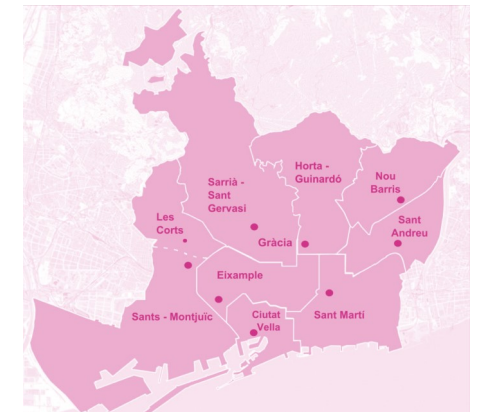 Horta -
Guinardó
Nou
Barris
Sarrià -
Sant
Gervasi
Les
Corts
Sant
Andreu
Gràcia
Eixample
Sants - Montjuïc
Ciutat
Vella
Sant Martí